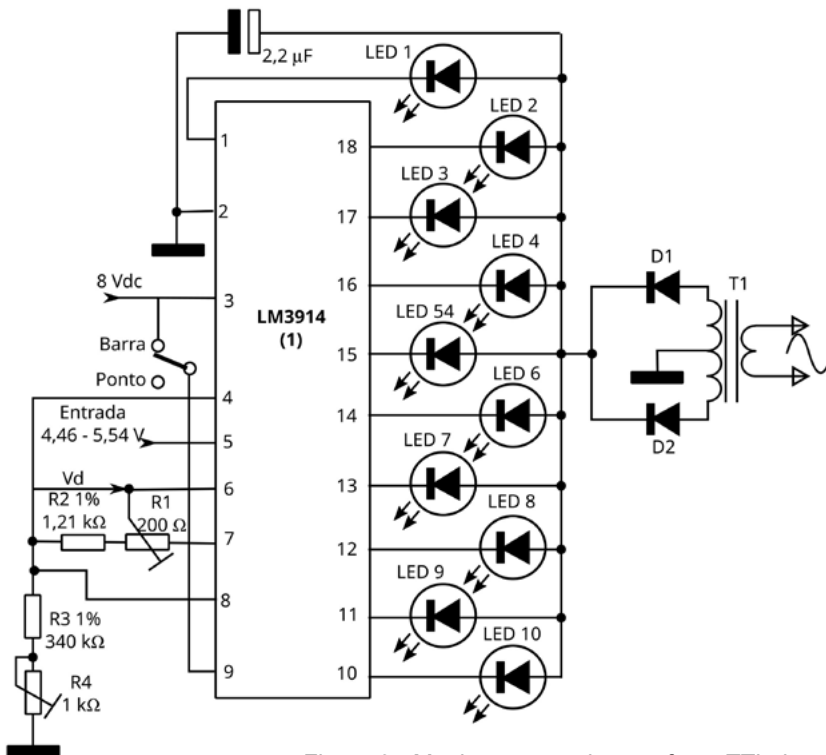 2,2 µF
LED 1
LED 2
1
18
LED 3
2
17
LED 4
8 Vdc
3
16
LM3914
(1)
D1
T1
LED 54
Barra
15
Ponto
4
LED 6
Entrada
4,46 - 5,54 V
5
14
D2
LED 7
Vd
6
13
R2 1%
1,21 kΩ
R1
200 Ω
7
LED 8
12
LED 9
8
R3 1%
340 kΩ
11
LED 10
9
10
R4
1 kΩ